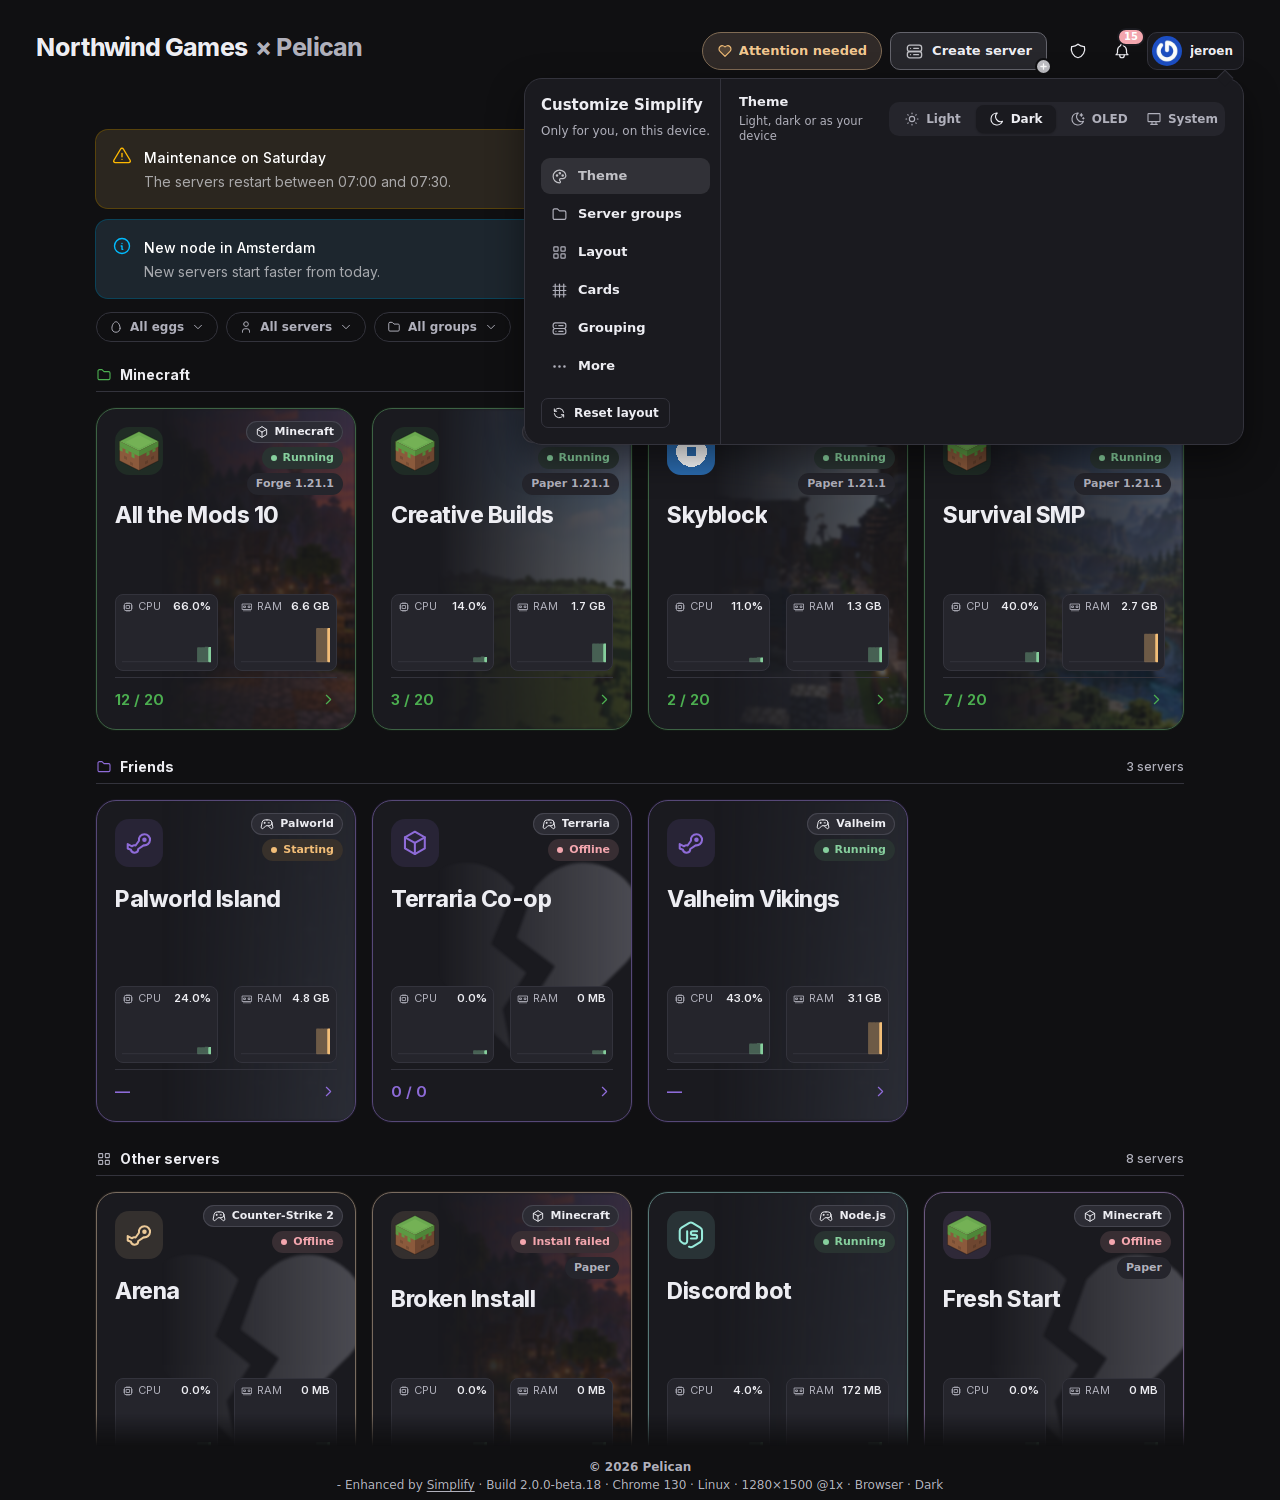 Northwind Games × Pelican
Attention needed
Create server
15
jeroen
Customize Simplify
Only for you, on this device.
Theme
Server groups
Layout
Cards
Grouping
More
Reset layout
Theme
Light, dark or as your
device
Light
Dark
OLED
System
Maintenance on Saturday
The servers restart between 07:00 and 07:30.
New node in Amsterdam
New servers start faster from today.
All eggs
All servers
All groups
Minecraft
Minecraft
Running
Forge 1.21.1
All the Mods 10
CPU 66.0%
RAM 6.6 GB
12 / 20
Running
Paper 1.21.1
Creative Builds
CPU 14.0%
RAM 1.7 GB
3 / 20
Running
Paper 1.21.1
Skyblock
CPU 11.0%
RAM 1.3 GB
2 / 20
Running
Paper 1.21.1
Survival SMP
CPU 40.0%
RAM 2.7 GB
7 / 20
Friends
3 servers
Palworld
Starting
Palworld Island
CPU 24.0%
RAM 4.8 GB
—
Terraria
Offline
Terraria Co-op
CPU 0.0%
RAM 0 MB
0 / 0
Valheim
Running
Valheim Vikings
CPU 43.0%
RAM 3.1 GB
—
Other servers
8 servers
Counter-Strike 2
Offline
Arena
CPU 0.0%
RAM 0 MB
Minecraft
Install failed
Paper
Broken Install
CPU 0.0%
RAM 0 MB
Node.js
Running
Discord bot
CPU 4.0%
RAM 172 MB
Minecraft
Offline
Paper
Fresh Start
CPU 0.0%
RAM 0 MB
© 2026 Pelican
- Enhanced by Simplify · Build 2.0.0-beta.18 · Chrome 130 · Linux · 1280×1500 @1x · Browser · Dark